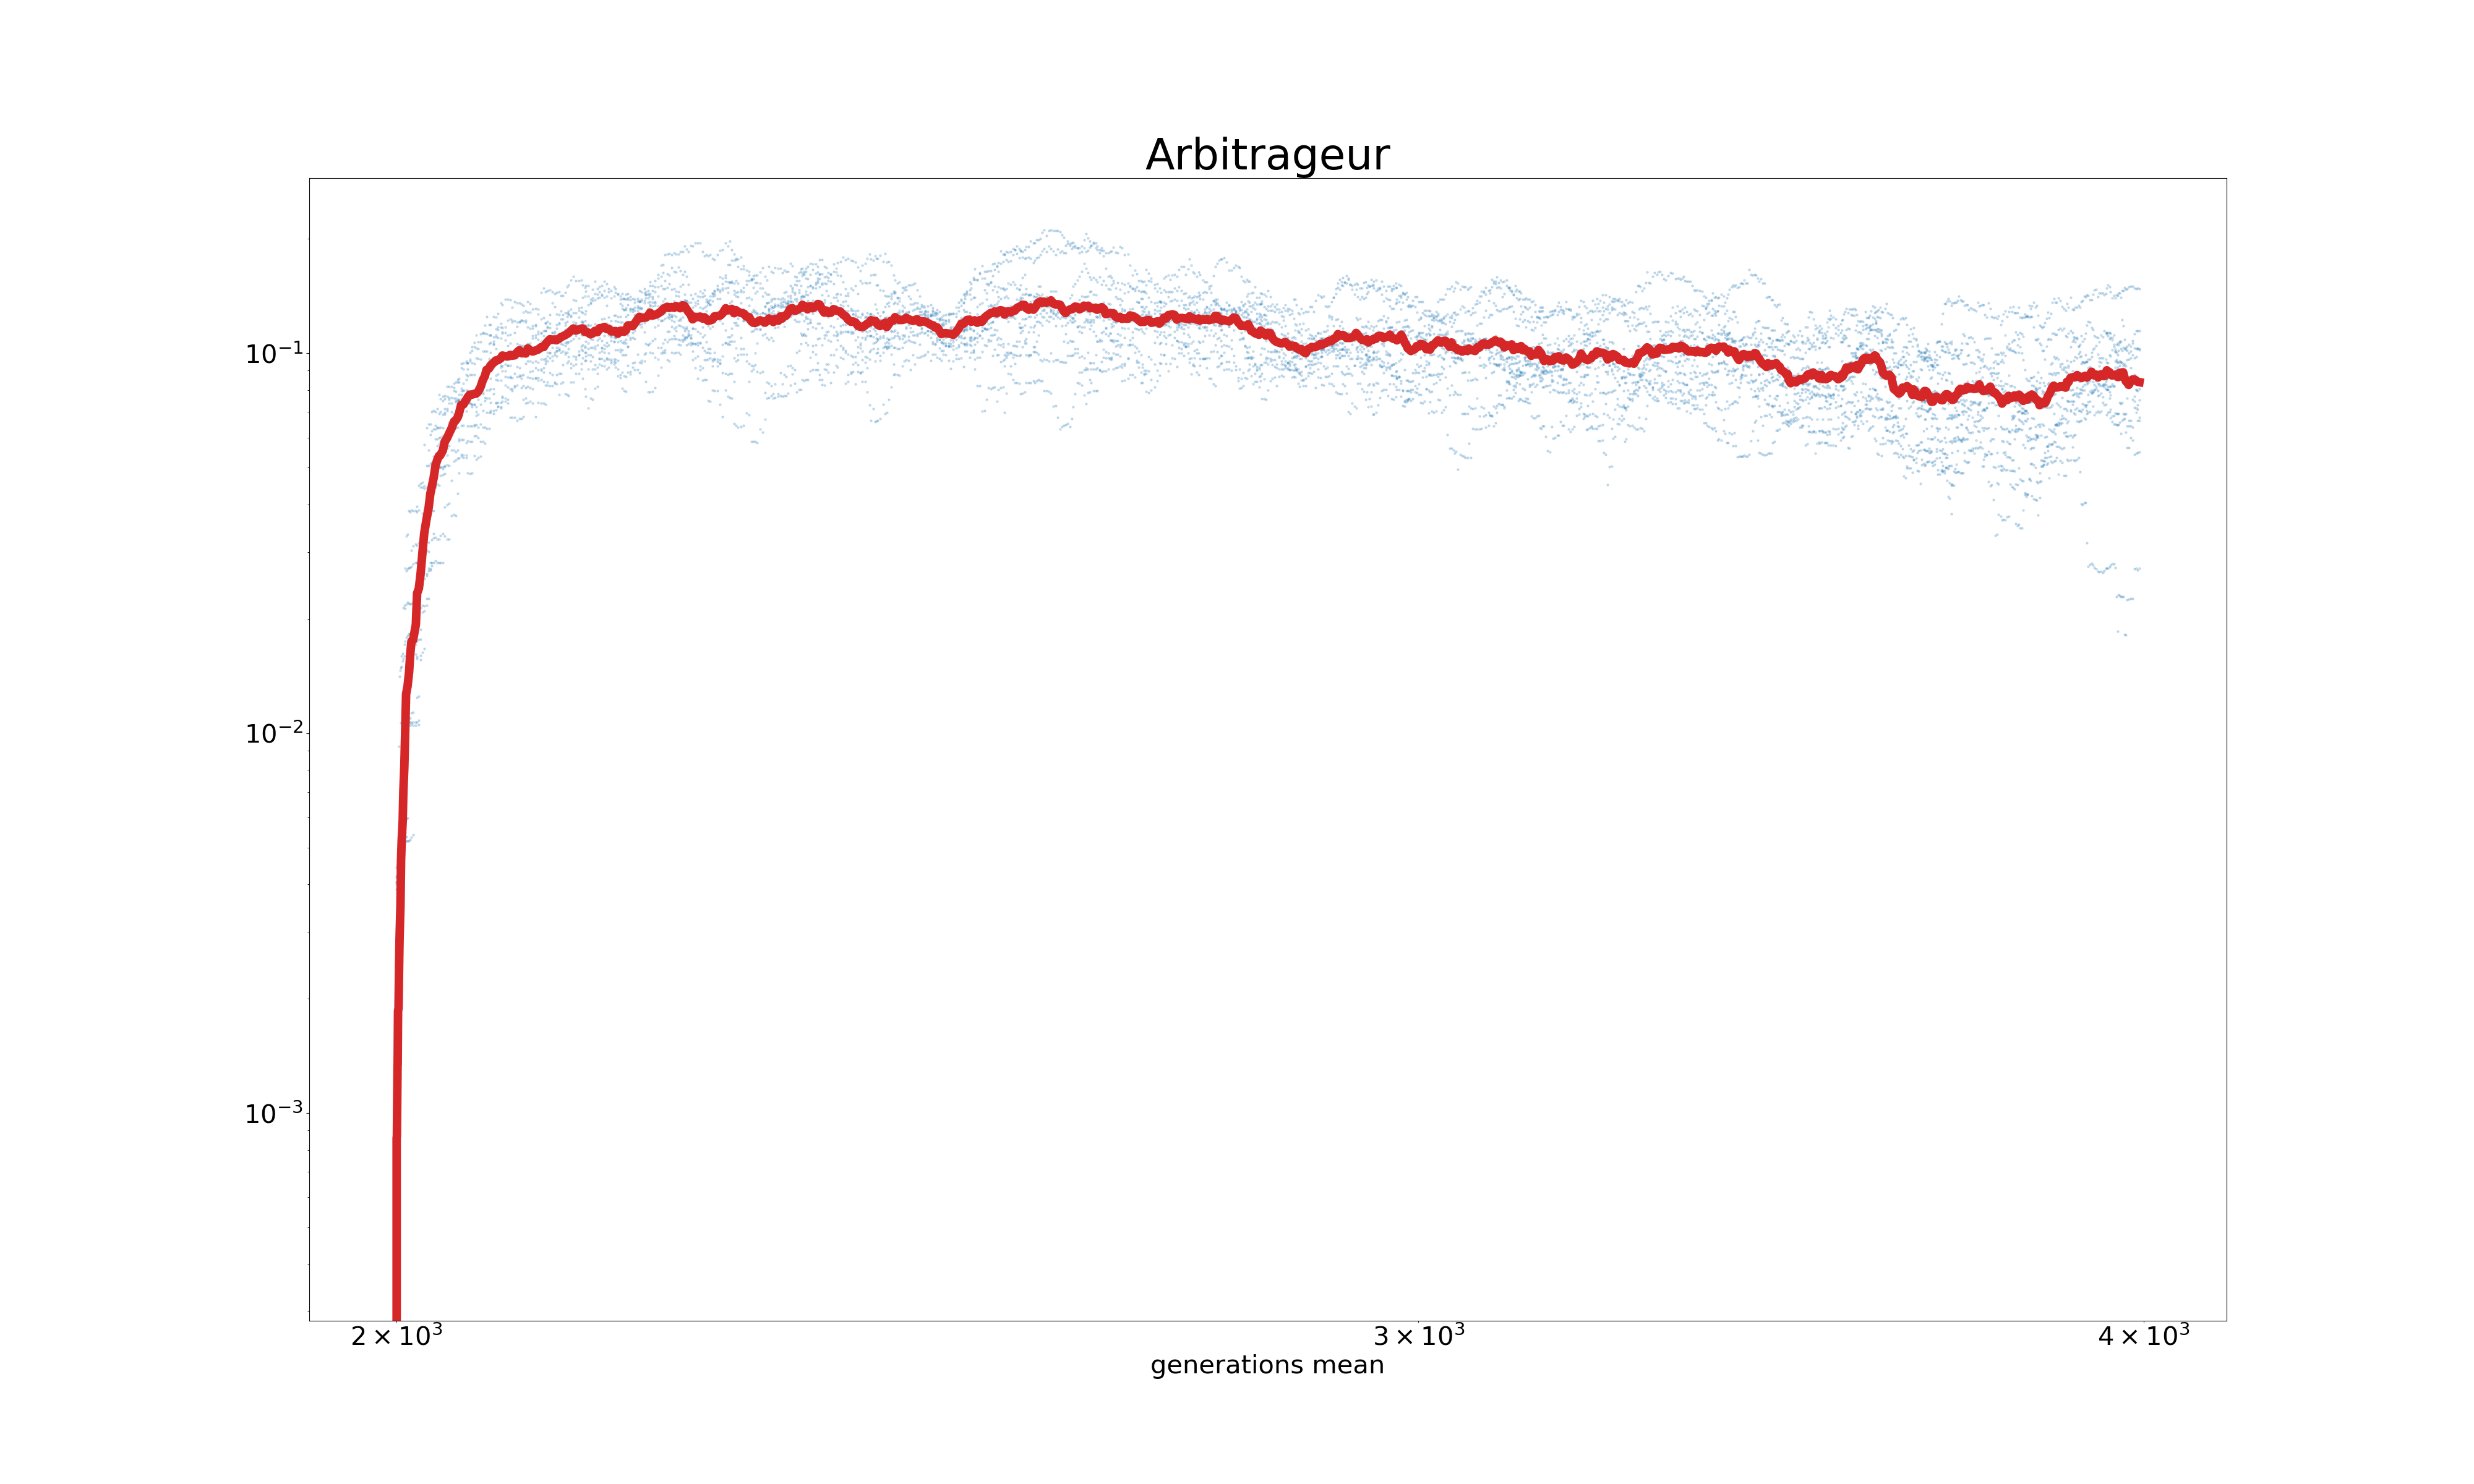 Arbitrageur
10⁻¹
10⁻²
10⁻³
2 × 10³ 3 × 10³ 4 × 10³
generations mean